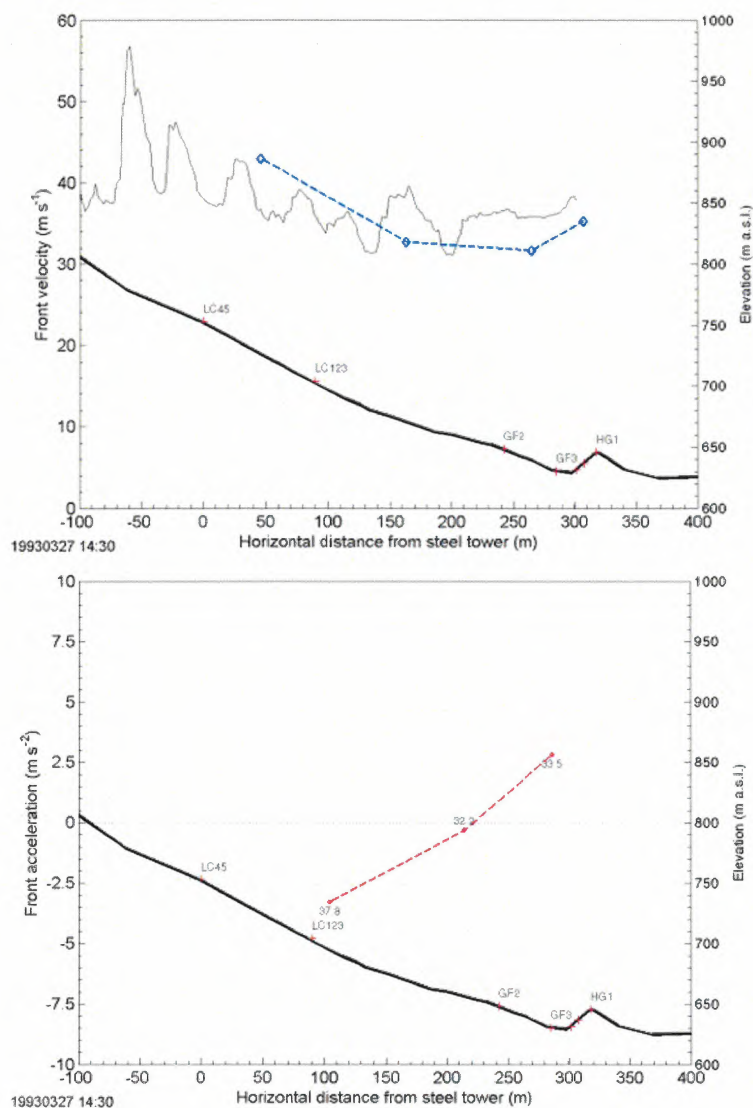 60
50
40
30
20
10
0
Front velocity (m s⁻¹)
1000
950
900
850
800
750
700
650
600
Elevation (m a.s.l.)
LC45
LC123
GF2
GF3
HG1
-100 -50 0 50 100 150 200 250 300 350 400
19930327 14:30
Horizontal distance from steel tower (m)
10
7.5
5
2.5
0
-2.5
-5
-7.5
-10
Front acceleration (m s⁻²)
1000
950
900
850
800
750
700
650
600
Elevation (m a.s.l.)
33.5
37.8
LC45
LC123
GF2
GF3
HG1
-100 -50 0 50 100 150 200 250 300 350 400
19930327 14:30
Horizontal distance from steel tower (m)